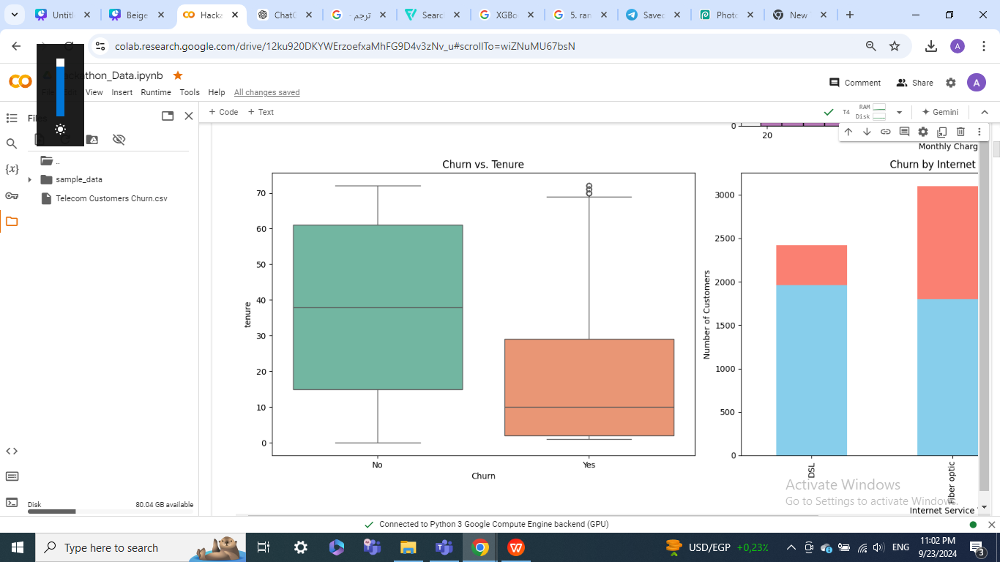 Untitl
Beige
Hacka
ChatG
ترجم -
Searc
XGBo
5. ran
Saved
Photo
New
colab.research.google.com/drive/12ku920DKYWErzoefxaMhFG9D4v3zNv_u#scrollTo=wiZNuMU67bsN
A
ackathon_Data.ipynb
View Insert Runtime Tools Help All changes saved
Comment Share A
Files
+ Code + Text
T4 RAM Disk
Gemini
..
sample_data
Telecom Customers Churn.csv
Disk 80.04 GB available
0
20
Monthly Charg
Churn vs. Tenure
tenure
70
60
50
40
30
20
10
0
No Yes
Churn
Churn by Internet
Number of Customers
3000
2500
2000
1500
1000
500
0
DSL
Fiber optic
Internet Service
Activate Windows
Go to Settings to activate Windows.
Connected to Python 3 Google Compute Engine backend (GPU)
Type here to search
USD/EGP +0,23%
ENG
11:02 PM
9/23/2024
3